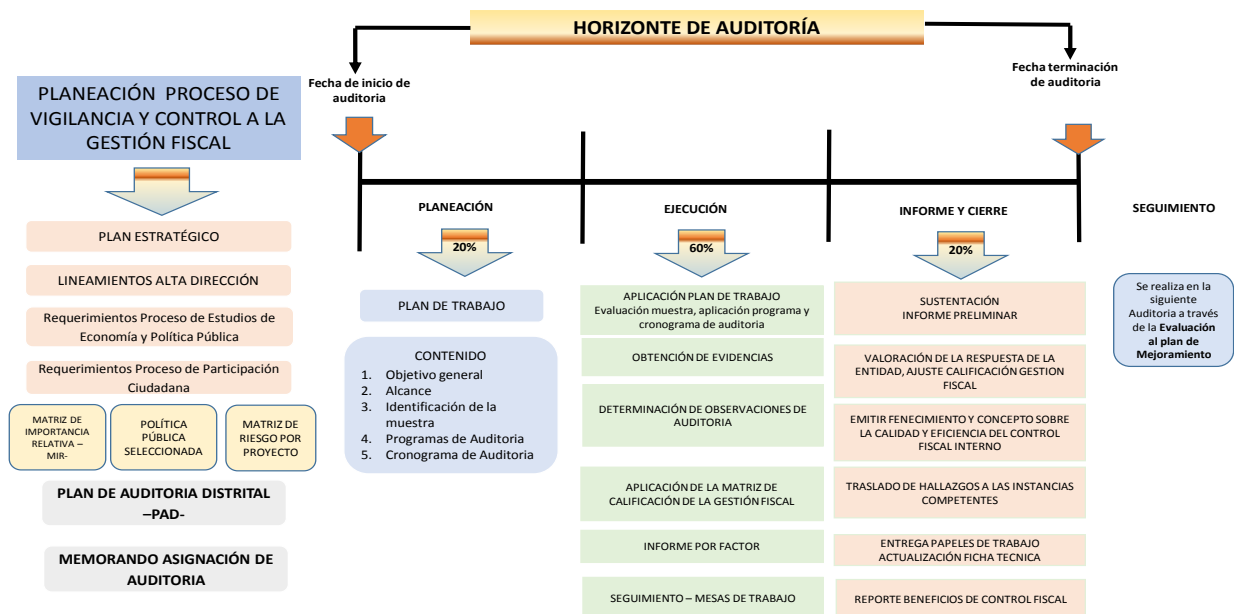 HORIZONTE DE AUDITORÍA
Fecha de inicio de
auditoria
Fecha terminación
de auditoria
PLANEACIÓN PROCESO DE
VIGILANCIA Y CONTROL A LA
GESTIÓN FISCAL
PLAN ESTRATÉGICO
LINEAMIENTOS ALTA DIRECCIÓN
Requerimientos Proceso de Estudios de
Economía y Política Pública
Requerimientos Proceso de Participación
Ciudadana
MATRIZ DE
IMPORTANCIA
RELATIVA –
MIR-
POLÍTICA
PÚBLICA
SELECCIONADA
MATRIZ DE
RIESGO POR
PROYECTO
PLAN DE AUDITORIA DISTRITAL
–PAD-
MEMORANDO ASIGNACIÓN DE
AUDITORIA
PLANEACIÓN
20%
PLAN DE TRABAJO
CONTENIDO
1. Objetivo general
2. Alcance
3. Identificación de la
muestra
4. Programas de Auditoria
5. Cronograma de Auditoria
EJECUCIÓN
60%
APLICACIÓN PLAN DE TRABAJO
Evaluación muestra, aplicación programa y
cronograma de auditoria
OBTENCIÓN DE EVIDENCIAS
DETERMINACIÓN DE OBSERVACIONES DE
AUDITORIA
APLICACIÓN DE LA MATRIZ DE
CALIFICACIÓN DE LA GESTIÓN FISCAL
INFORME POR FACTOR
SEGUIMIENTO – MESAS DE TRABAJO
INFORME Y CIERRE
20%
SUSTENTACIÓN
INFORME PRELIMINAR
VALORACIÓN DE LA RESPUESTA DE LA
ENTIDAD, AJUSTE CALIFICACIÓN GESTION
FISCAL
EMITIR FENECIMIENTO Y CONCEPTO SOBRE
LA CALIDAD Y EFICIENCIA DEL CONTROL
FISCAL INTERNO
TRASLADO DE HALLAZGOS A LAS INSTANCIAS
COMPETENTES
ENTREGA PAPELES DE TRABAJO
ACTUALIZACIÓN FICHA TECNICA
REPORTE BENEFICIOS DE CONTROL FISCAL
SEGUIMIENTO
Se realiza en la
siguiente
Auditoria a través
de la Evaluación
al plan de
Mejoramiento